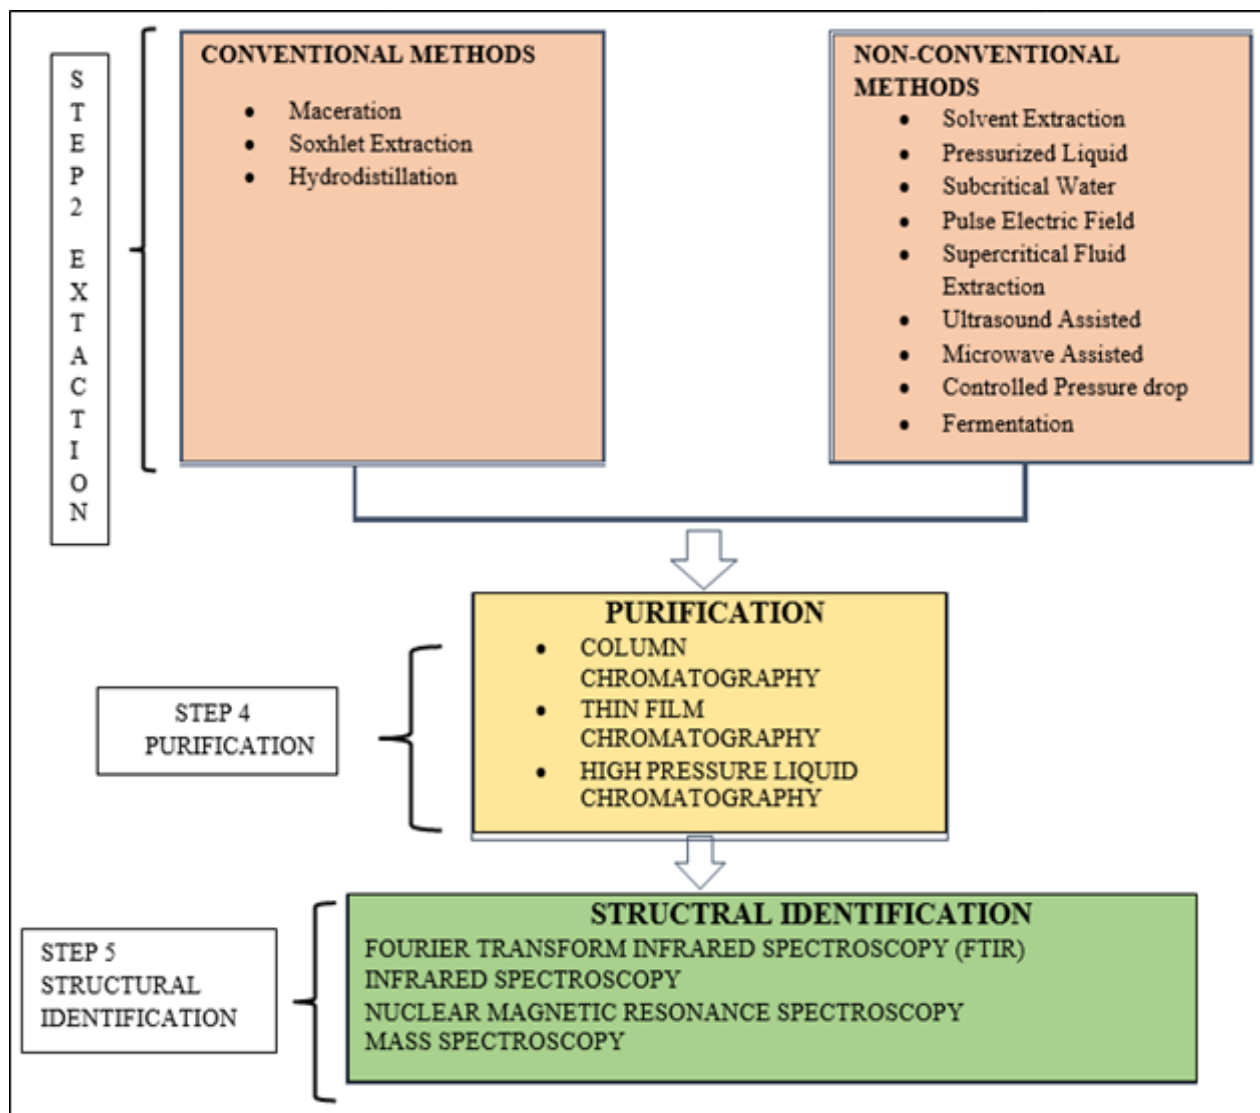 STEP2 EXTACTION
CONVENTIONAL METHODS
• Maceration
• Soxhlet Extraction
• Hydrodistillation
NON-CONVENTIONAL
METHODS
• Solvent Extraction
• Pressurized Liquid
• Subcritical Water
• Pulse Electric Field
• Supercritical Fluid
Extraction
• Ultrasound Assisted
• Microwave Assisted
• Controlled Pressure drop
• Fermentation
STEP 4
PURIFICATION
PURIFICATION
• COLUMN
CHROMATOGRAPHY
• THIN FILM
CHROMATOGRAPHY
• HIGH PRESSURE LIQUID
CHROMATOGRAPHY
STEP 5
STRUCTURAL
IDENTIFICATION
STRUCTRAL IDENTIFICATION
FOURIER TRANSFORM INFRARED SPECTROSCOPY (FTIR)
INFRARED SPECTROSCOPY
NUCLEAR MAGNETIC RESONANCE SPECTROSCOPY
MASS SPECTROSCOPY